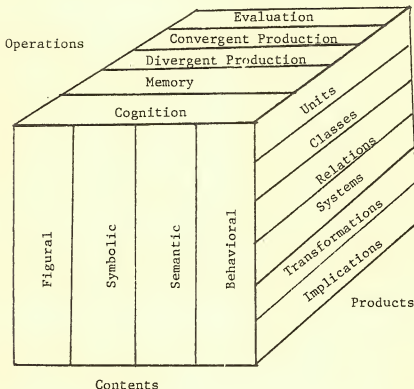 Operations
Evaluation
Convergent Production
Divergent Production
Memory
Cognition
Units
Classes
Relations
Systems
Transformations
Implications
Figural
Symbolic
Semantic
Behavioral
Products
Contents